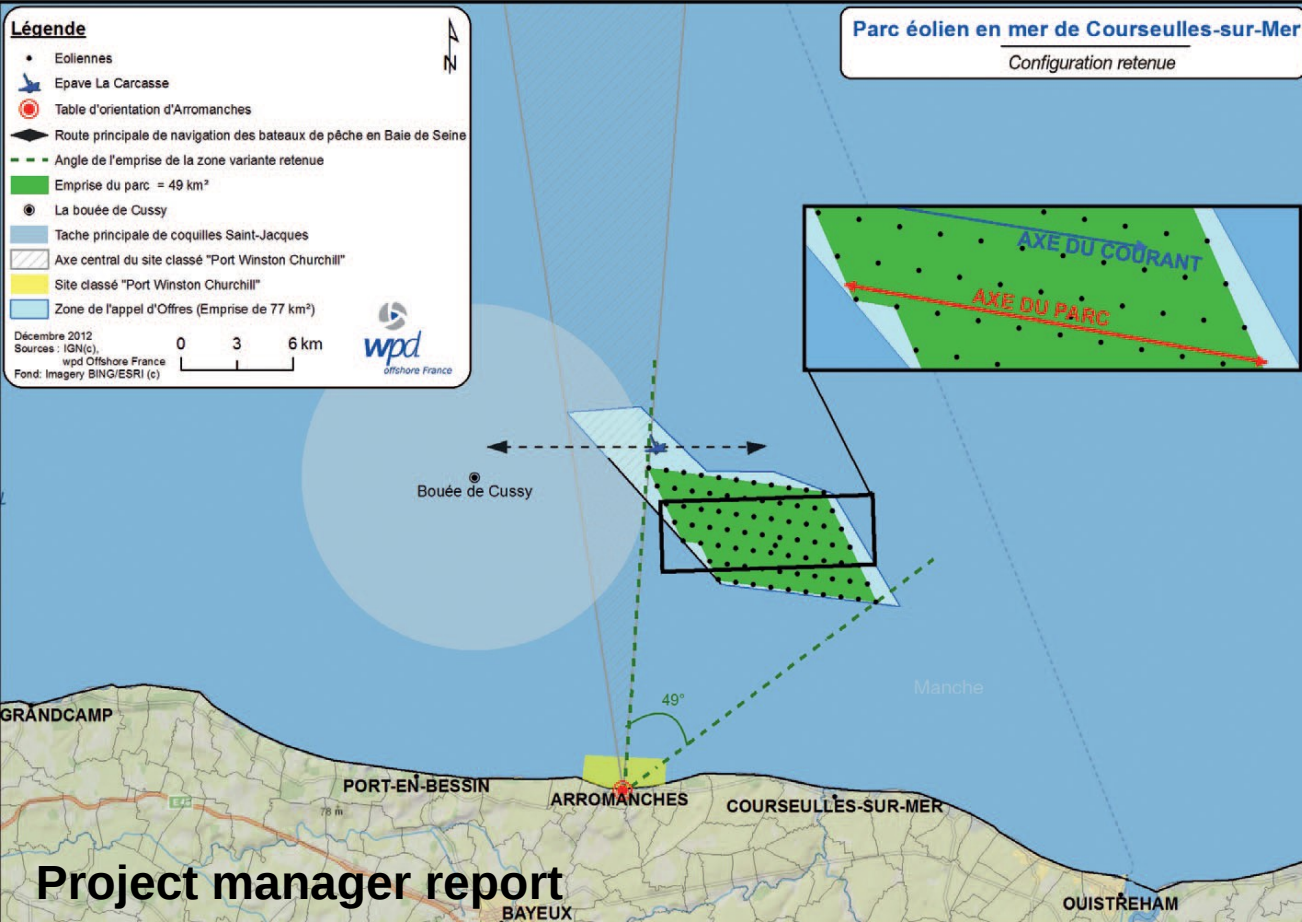 Légende
Eoliennes
Epave La Carcasse
Table d'orientation d'Arromanches
Route principale de navigation des bateaux de pêche en Baie de Seine
Angle de l'emprise de la zone variante retenue
Emprise du parc = 49 km²
La bouée de Cussy
Tache principale de coquilles Saint-Jacques
Axe central du site classé "Port Winston Churchill"
Site classé "Port Winston Churchill"
Zone de l'appel d'Offres (Emprise de 77 km²)
Décembre 2012
Sources : IGN(c),
wpd Offshore France
Fond: Imagery BING/ESRI (c)
0 3 6 km
wpd
offshore France
N
Parc éolien en mer de Courseulles-sur-Mer
Configuration retenue
AXE DU COURANT
AXE DU PARC
Bouée de Cussy
Manche
49°
GRANDCAMP
PORT-EN-BESSIN
ARROMANCHES
COURSEULLES-SUR-MER
E46
78 m
Project manager report
BAYEUX
OUISTREHAM